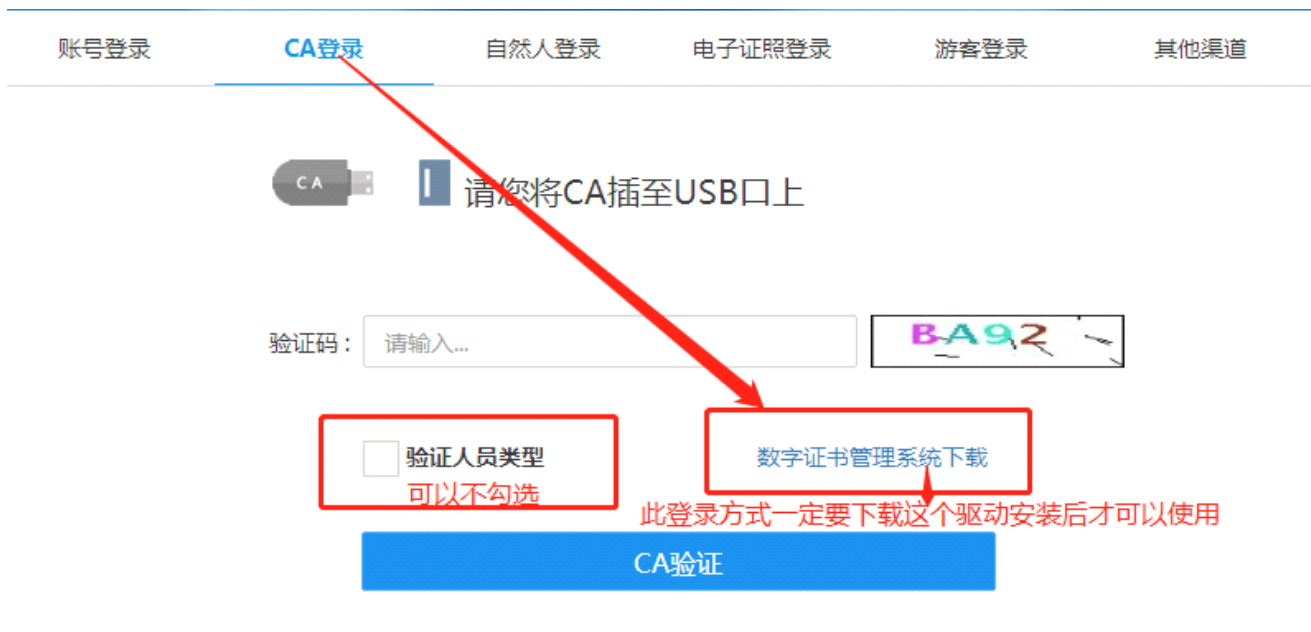 账号登录 CA登录 自然人登录 电子证照登录 游客登录 其他渠道
CA 请您将CA插至USB口上
验证码： 请输入... BA92
验证人员类型 数字证书管理系统下载
可以不勾选
此登录方式一定要下载这个驱动安装后才可以使用
CA验证